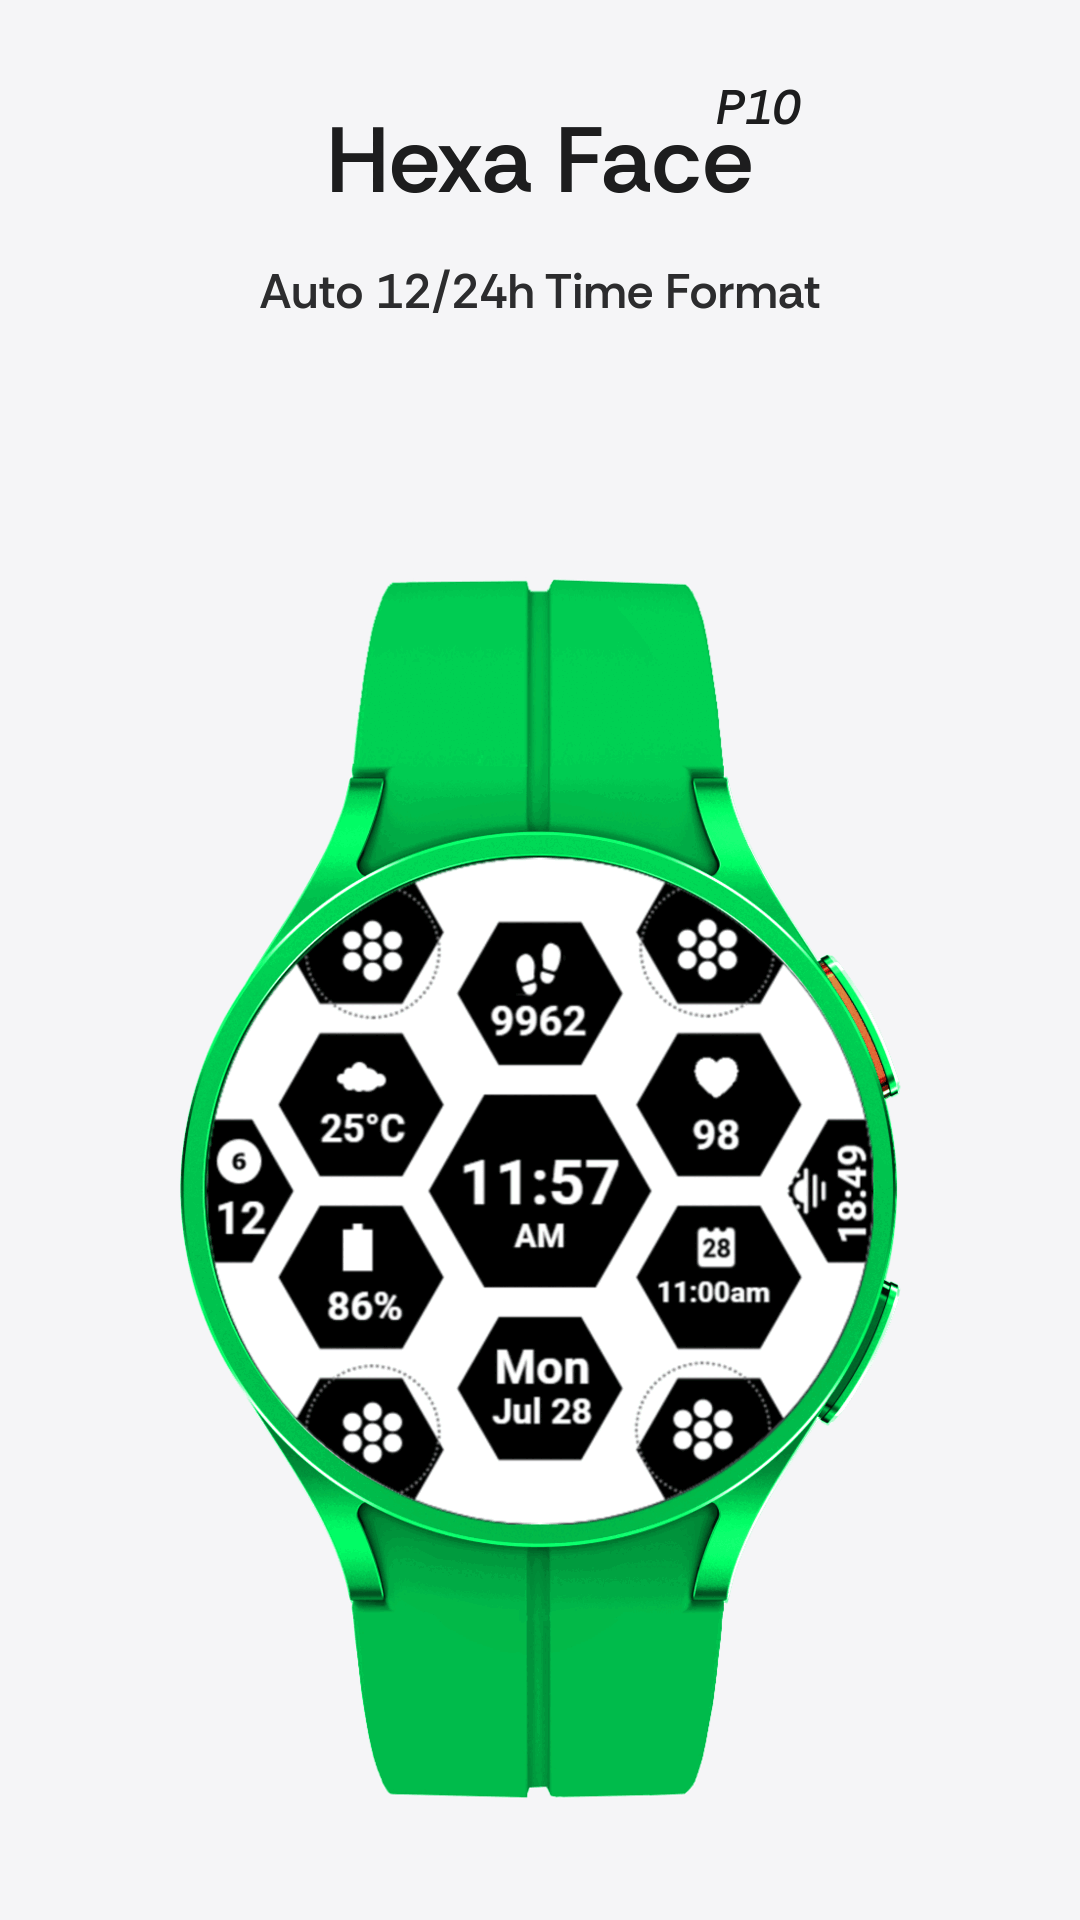 P10
Hexa Face
Auto 12/24h Time Format
9962
25°C
98
6
12
11:57
AM
18:49
86%
28
11:00am
Mon
Jul 28